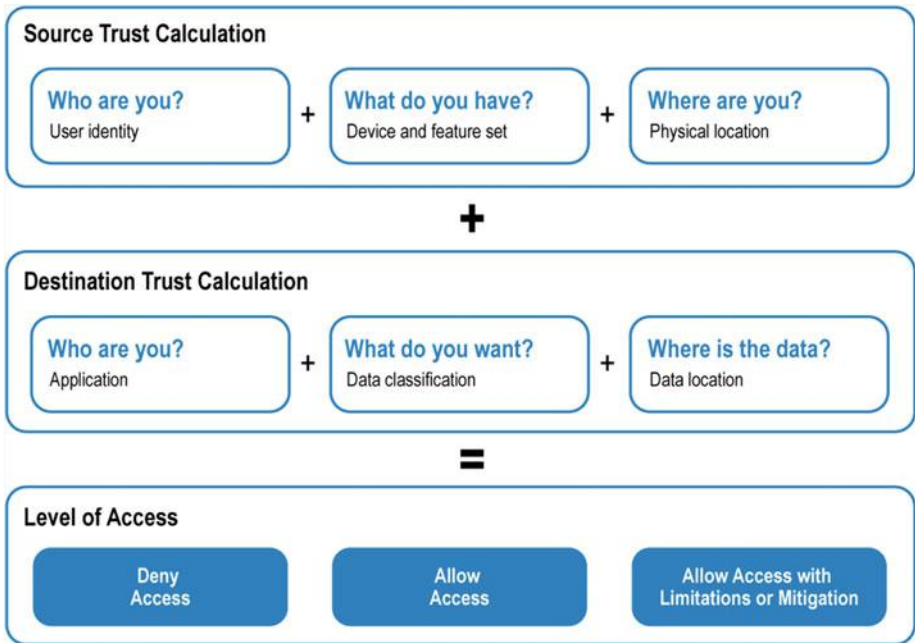 Source Trust Calculation
Who are you? + What do you have? + Where are you?
User identity Device and feature set Physical location
+
Destination Trust Calculation
Who are you? + What do you want? + Where is the data?
Application Data classification Data location
=
Level of Access
Deny Allow Allow Access with
Access Access Limitations or Mitigation